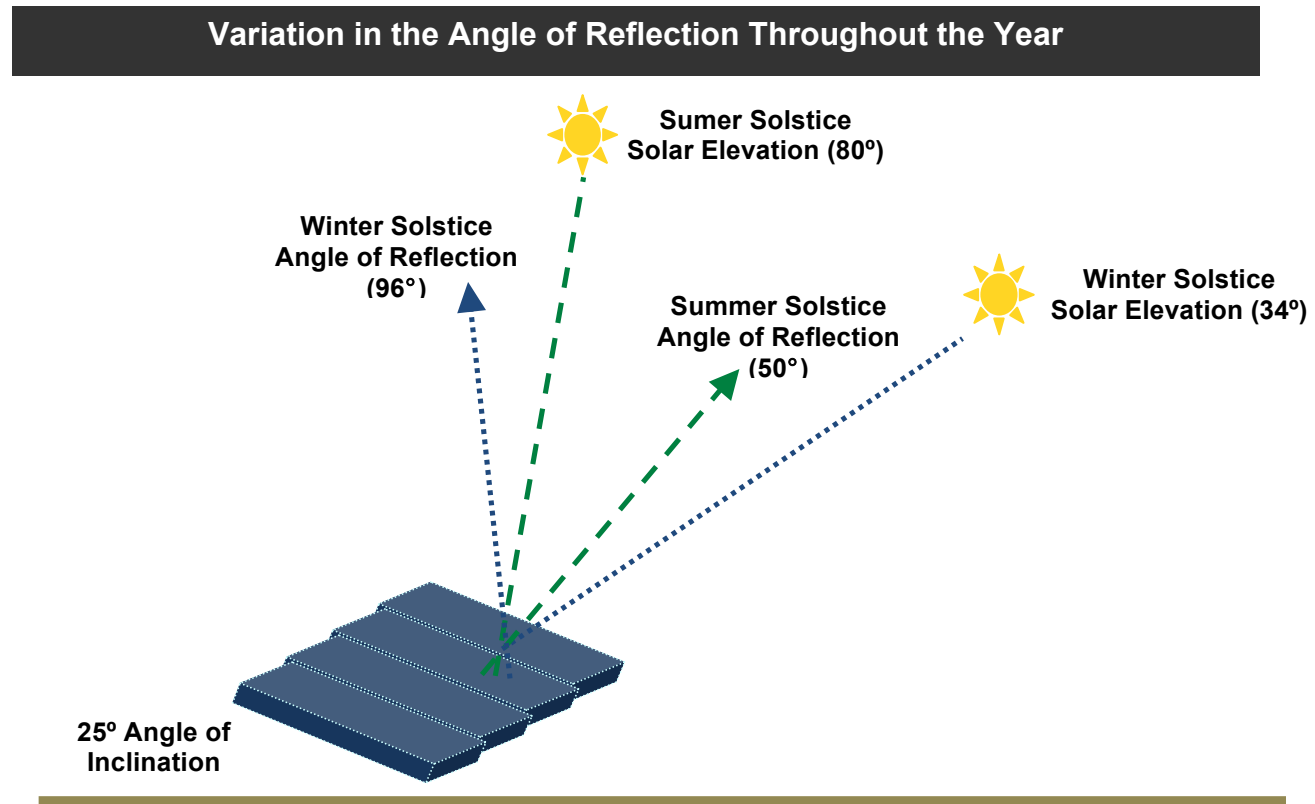 Variation in the Angle of Reflection Throughout the Year
Sumer Solstice
Solar Elevation (80º)
Winter Solstice
Angle of Reflection
(96°)
Winter Solstice
Solar Elevation (34º)
Summer Solstice
Angle of Reflection
(50°)
25º Angle of
Inclination